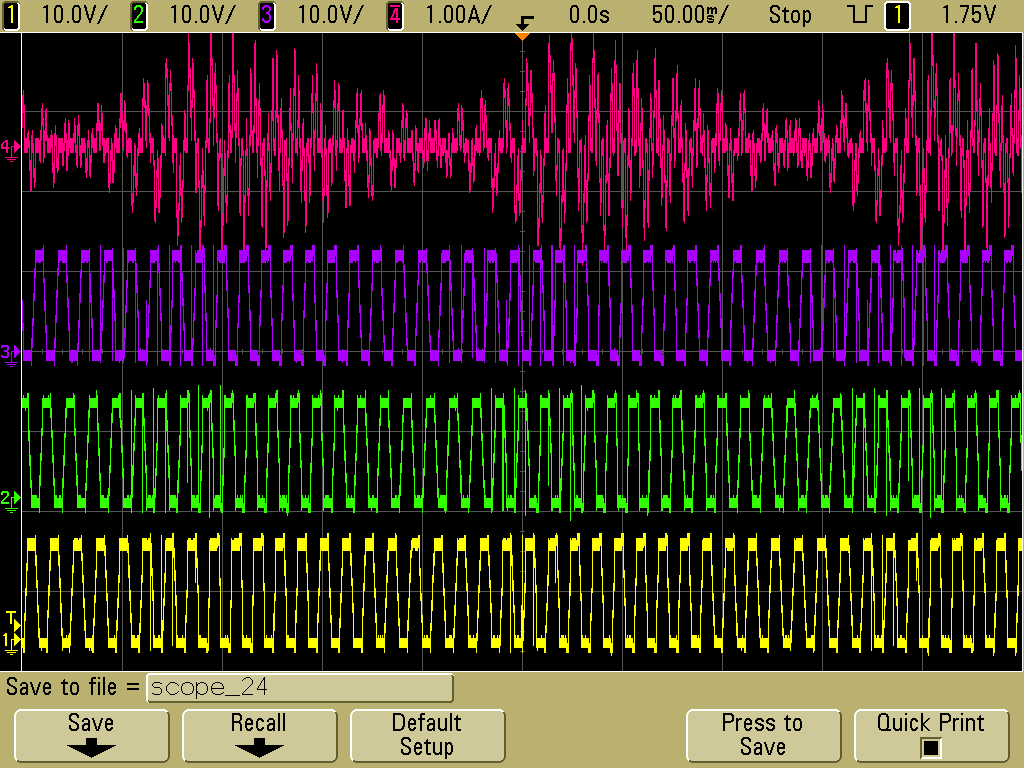 1 10.0V/ 2 10.0V/ 3 10.0V/ 4 1.00A/ 0.0s 50.00ms/ Stop 1 1.75V
4
3
2
T
1
Save to file = scope_24
Save Recall Default Setup Press to Save Quick Print